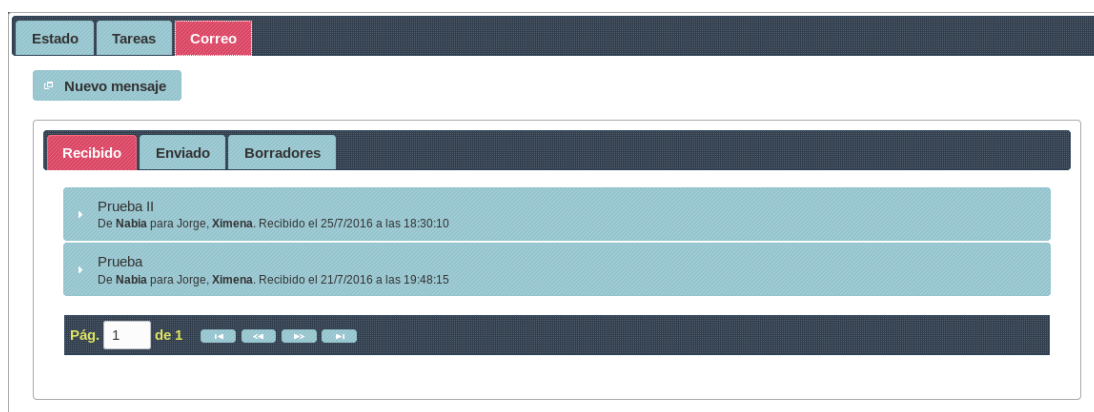 Estado Tareas Correo
Nuevo mensaje
Recibido Enviado Borradores
Prueba II
De Nabia para Jorge, Ximena. Recibido el 25/7/2016 a las 18:30:10
Prueba
De Nabia para Jorge, Ximena. Recibido el 21/7/2016 a las 19:48:15
Pág. 1 de 1